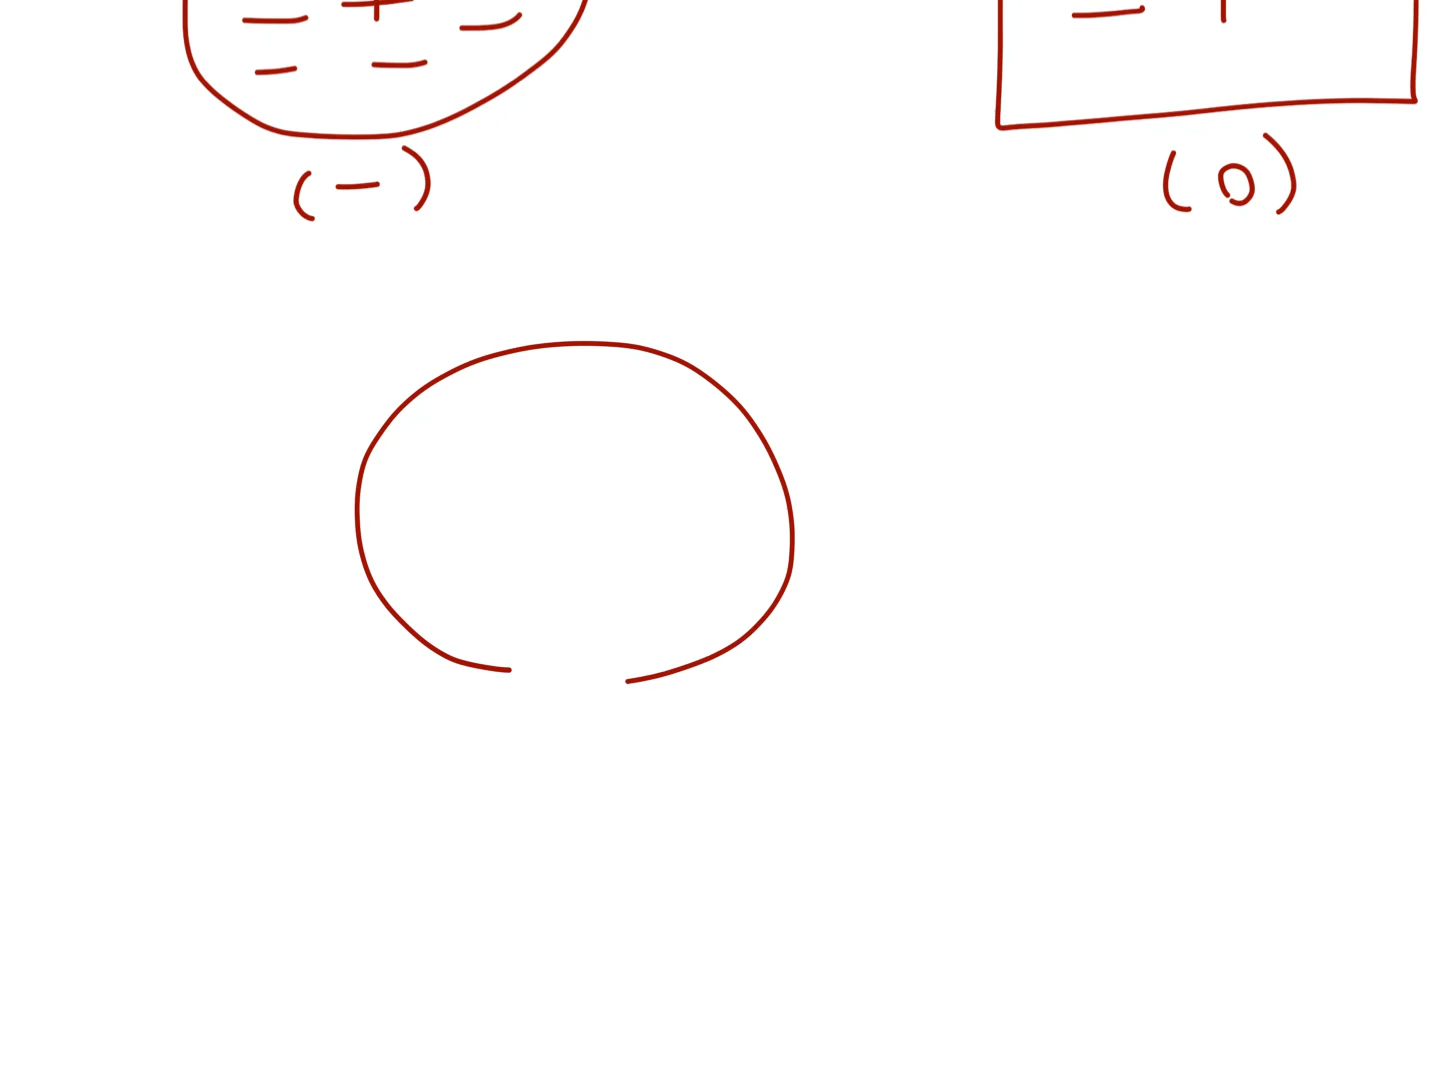 — + — — +
— —
(—) (0)